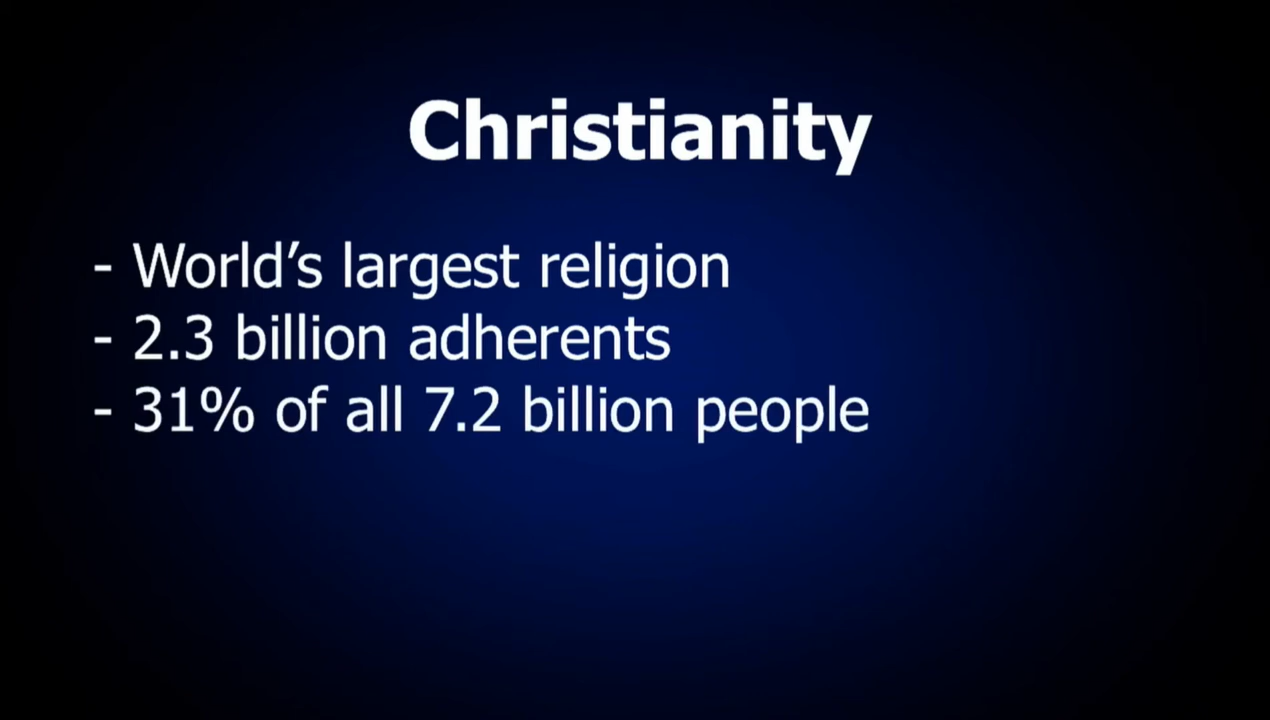 Christianity
- World’s largest religion
- 2.3 billion adherents
- 31% of all 7.2 billion people